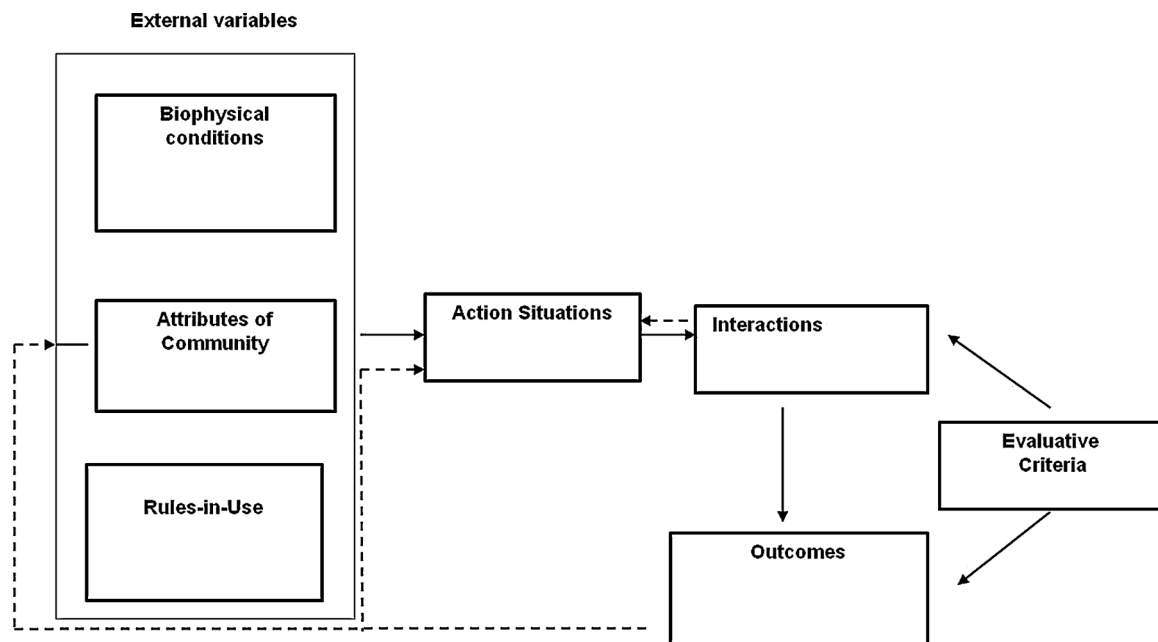 External variables
Biophysical
conditions
Attributes of
Community
Rules-in-Use
Action Situations
Interactions
Evaluative
Criteria
Outcomes